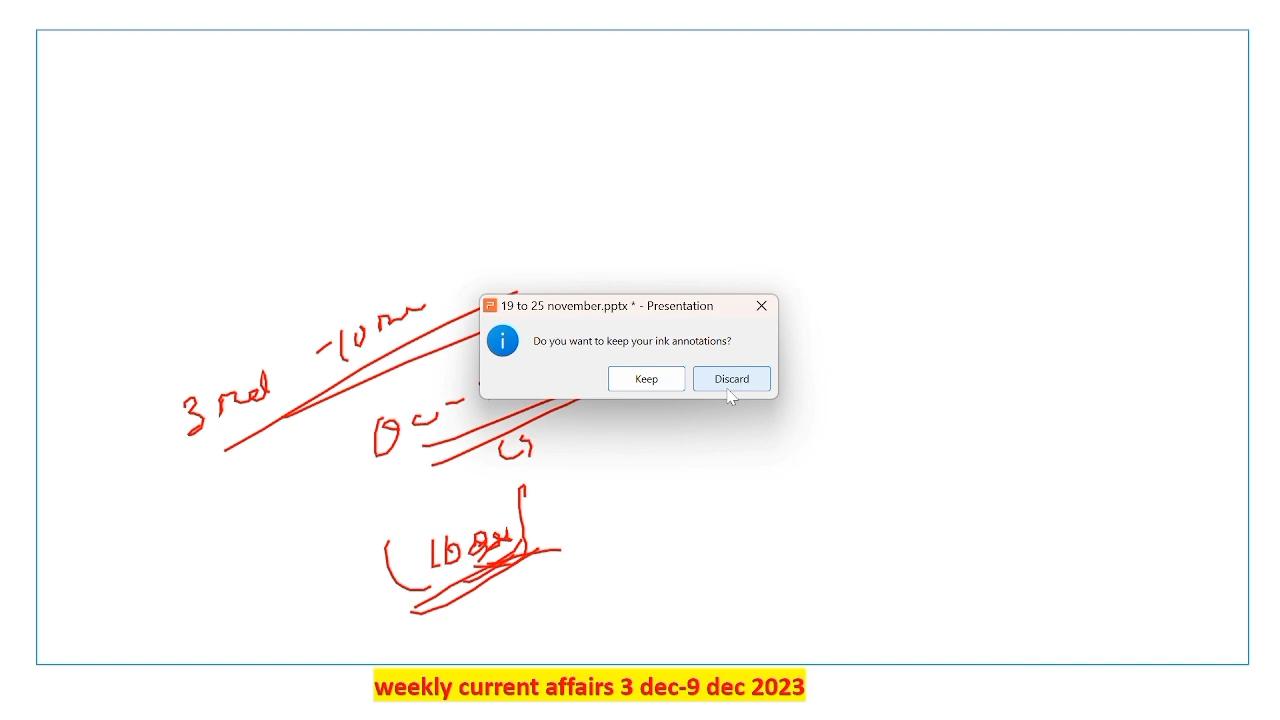 19 to 25 november.pptx * - Presentation
Do you want to keep your ink annotations?
Keep Discard
3
weekly current affairs 3 dec-9 dec 2023